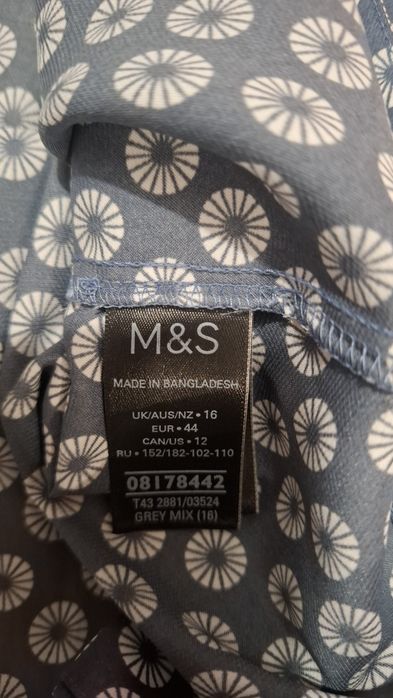 M&S
MADE IN BANGLADESH
UK/AUS/NZ • 16
EUR • 44
CAN/US • 12
RU • 152/182-102-110
08178442
T43 2881/03524
GREY MIX (16)